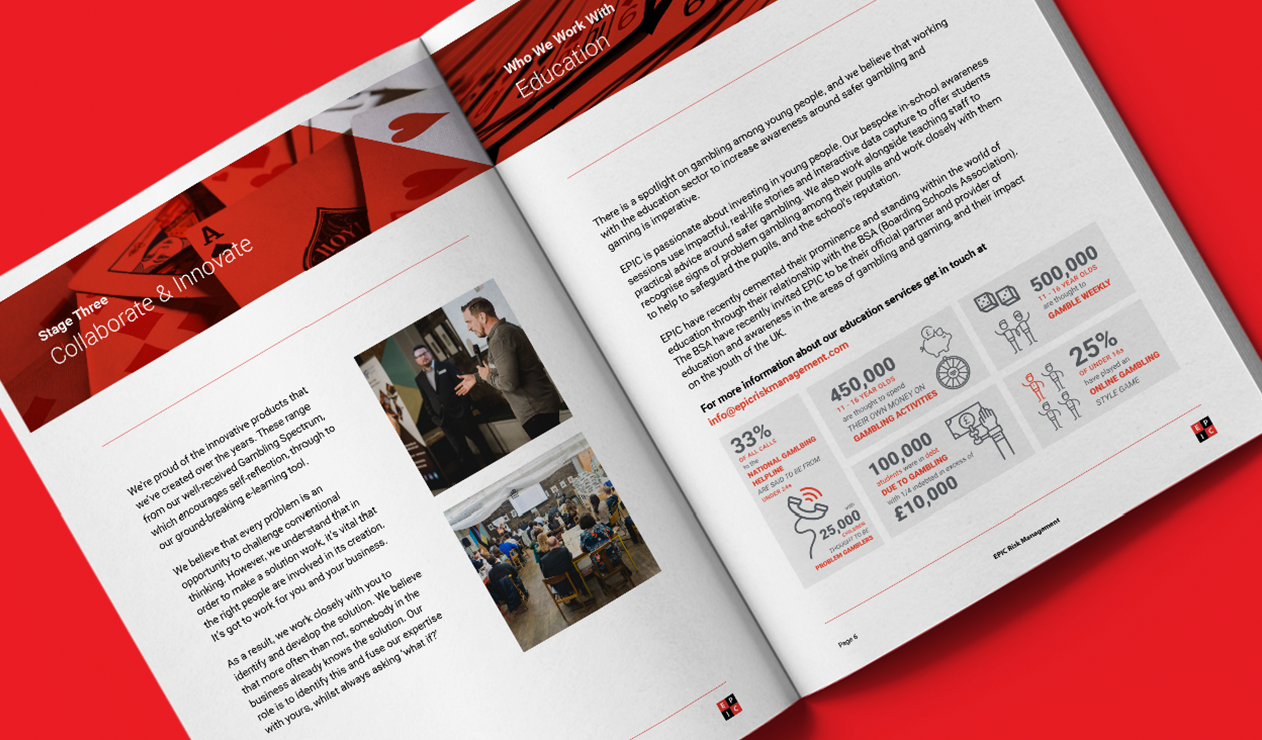 Stage Three
Collaborate & Innovate
We're proud of the innovative products that
we've created over the years. These range
from our well-received Gambling Spectrum,
which encourages self-reflection, through to
our ground-breaking e-learning tool.
We believe that every problem is an
opportunity to challenge conventional
thinking. However, we understand that in
order to make a solution work, it's vital that
the right people are involved in its creation.
It's got to work for you and your business.
As a result, we work closely with you to
identify and develop the solution. We believe
that more often than not, somebody in the
business already knows the solution. Our
role is to identify this and fuse our expertise
with yours, whilst always asking 'what if?'
E P
I C
Who We Work With
Education
There is a spotlight on gambling among young people, and we believe that working
with the education sector to increase awareness around safer gambling and
gaming is imperative.
EPIC is passionate about investing in young people. Our bespoke in-school awareness
sessions use impactful, real-life stories and interactive data capture to offer students
practical advice around safer gambling. We also work alongside teaching staff to
recognise signs of problem gambling among their pupils and work closely with them
to help to safeguard the pupils, and the school's reputation.
EPIC have recently cemented their prominence and standing within the world of
education through their relationship with the BSA (Boarding Schools Association).
The BSA have recently invited EPIC to be their official partner and provider of
education and awareness in the areas of gambling and gaming, and their impact
on the youth of the UK.
For more information about our education services get in touch at
info@epicriskmanagement.com
33%
OF ALL CALLS
to the
NATIONAL GAMLBING
HELPLINE
ARE SAID TO BE FROM
UNDER 24s
with
25,000
CHILDREN
THOUGHT TO BE
PROBLEM GAMBLERS
450,000
11 - 16 YEAR OLDS
are thought to spend
THEIR OWN MONEY ON
GAMBLING ACTIVITIES
100,000
students were in debt
DUE TO GAMBLING
with 1/4 indebted in excess of
£10,000
500,000
11 - 16 YEAR OLDS
are thought to
GAMBLE WEEKLY
25%
OF UNDER 16s
have played an
ONLINE GAMBLING
STYLE GAME
E P
I C
Page 6
EPIC Risk Management